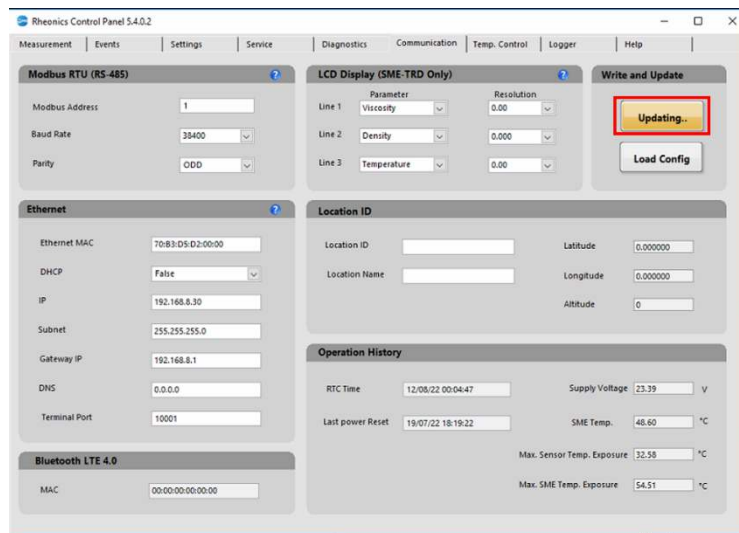 Rheonics Control Panel 5.4.0.2
Measurement Events Settings Service Diagnostics Communication Temp. Control Logger Help
Modbus RTU (RS-485)
Modbus Address 1
Baud Rate 38400
Parity ODD
LCD Display (SME-TRD Only)
Parameter Resolution
Line 1 Viscosity 0.00
Line 2 Density 0.000
Line 3 Temperature 0.00
Write and Update
Updating..
Load Config
Ethernet
Ethernet MAC 70:B3:D5:D2:00:00
DHCP False
IP 192.168.8.30
Subnet 255.255.255.0
Gateway IP 192.168.8.1
DNS 0.0.0.0
Terminal Port 10001
Location ID
Location ID Latitude 0.000000
Location Name Longitude 0.000000
Altitude 0
Operation History
RTC Time 12/08/22 00:04:47 Supply Voltage 23.39 V
Last power Reset 19/07/22 18:19:22 SME Temp. 48.60 °C
Max. Sensor Temp. Exposure 32.58 °C
Max. SME Temp. Exposure 54.51 °C
Bluetooth LTE 4.0
MAC 00:00:00:00:00:00